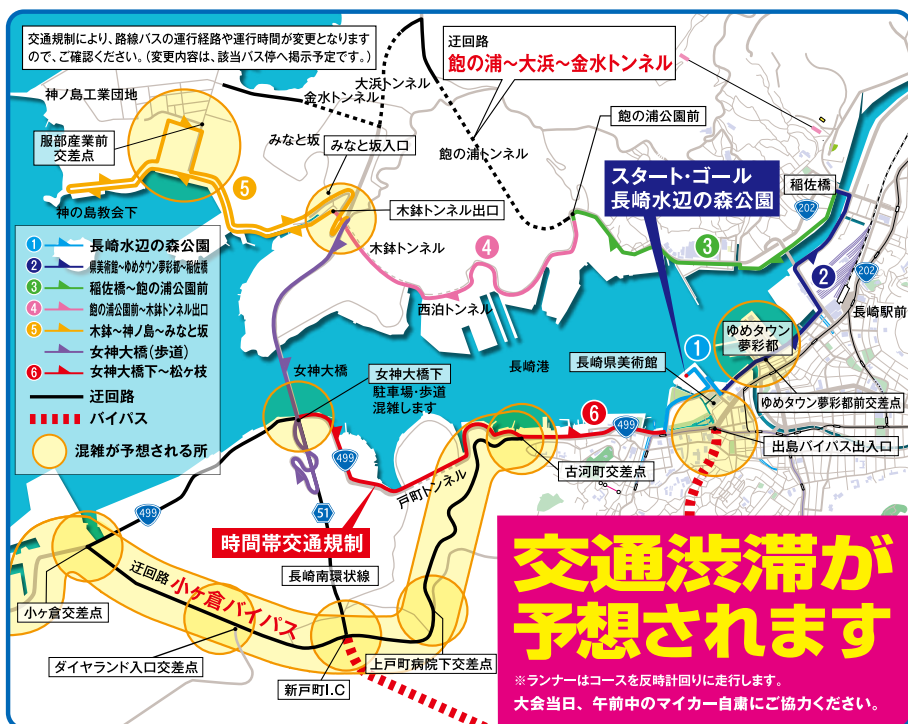 交通規制により、路線バスの運行経路や運行時間が変更となります
ので、ご確認ください。(変更内容は、該当バス停へ掲示予定です。)
迂回路
飽の浦～大浜～金水トンネル
神ノ島工業団地
大浜トンネル
金水トンネル
服部産業前
交差点
みなと坂
みなと坂入口
飽の浦トンネル
飽の浦公園前
スタート・ゴール
長崎水辺の森公園
稲佐橋
202
5
神の島教会下
木鉢トンネル出口
木鉢トンネル
4
3
2
202
長崎駅前
西泊トンネル
1 長崎水辺の森公園
2 県美術館～ゆめタウン夢彩都～稲佐橋
3 稲佐橋～飽の浦公園前
4 飽の浦公園前～木鉢トンネル出口
5 木鉢～神ノ島～みなと坂
女神大橋(歩道)
6 女神大橋下～松ヶ枝
迂回路
バイパス
混雑が予想される所
女神大橋
女神大橋下
駐車場・歩道
混雑します
長崎港
長崎県美術館
1
ゆめタウン
夢彩都
ゆめタウン夢彩都前交差点
6
499
出島バイパス出入口
古河町交差点
499
戸町トンネル
499
51
時間帯交通規制
長崎南環状線
迂回路 小ヶ倉バイパス
小ヶ倉交差点
ダイヤランド入口交差点
新戸町I.C
上戸町病院下交差点
交通渋滞が
予想されます
※ランナーはコースを反時計回りに走行します。
大会当日、午前中のマイカー自粛にご協力ください。